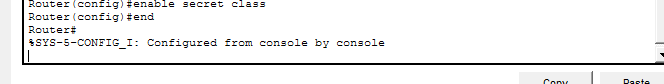 Router(config)#enable secret class
Router(config)#end
Router#
%SYS-5-CONFIG_I: Configured from console by console
Copy Paste